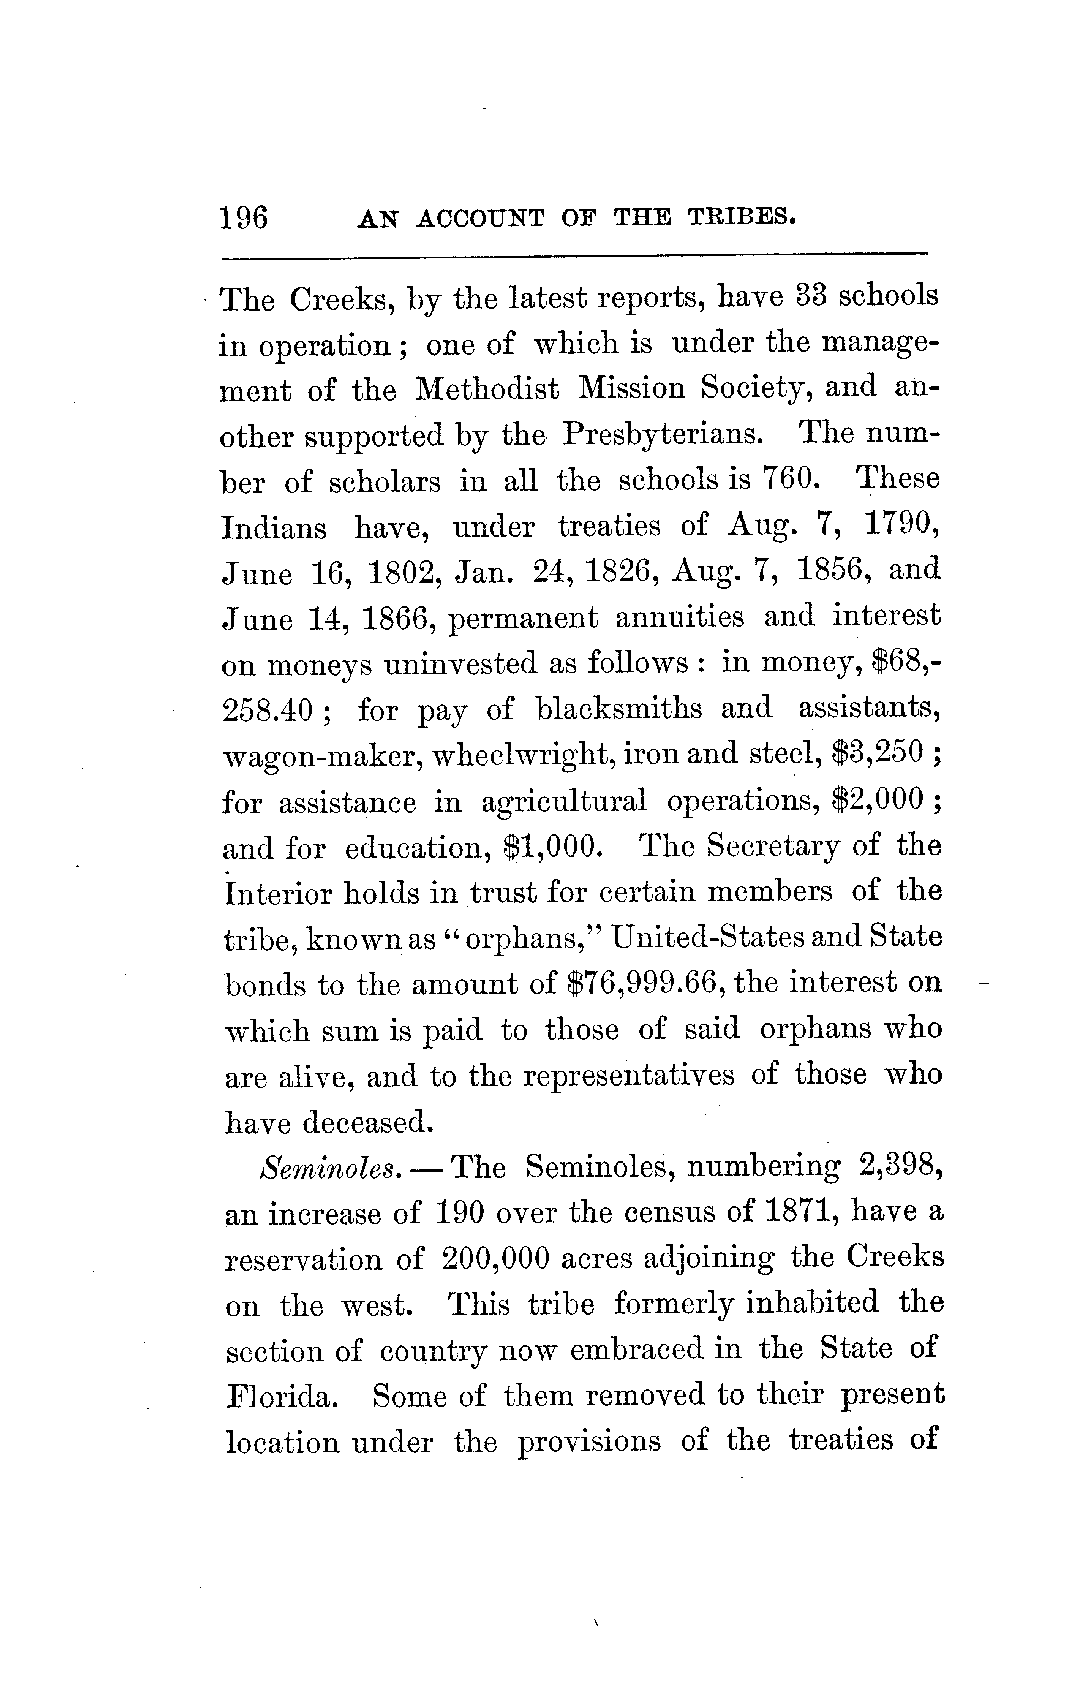 196 AN ACCOUNT OF THE TRIBES.
The Creeks, by the latest reports, have 33 schools
in operation; one of which is under the manage-
ment of the Methodist Mission Society, and an-
other supported by the Presbyterians. The num-
ber of scholars in all the schools is 760. These
Indians have, under treaties of Aug. 7, 1790,
June 16, 1802, Jan. 24, 1826, Aug. 7, 1856, and
June 14, 1866, permanent annuities and interest
on moneys uninvested as follows: in money, $68,-
258.40; for pay of blacksmiths and assistants,
wagon-maker, wheelwright, iron and steel, $3,250;
for assistance in agricultural operations, $2,000;
and for education, $1,000. The Secretary of the
Interior holds in trust for certain members of the
tribe, known as "orphans," United-States and State
bonds to the amount of $76,999.66, the interest on
which sum is paid to those of said orphans who
are alive, and to the representatives of those who
have deceased.
Seminoles. — The Seminoles, numbering 2,398,
an increase of 190 over the census of 1871, have a
reservation of 200,000 acres adjoining the Creeks
on the west. This tribe formerly inhabited the
section of country now embraced in the State of
Florida. Some of them removed to their present
location under the provisions of the treaties of